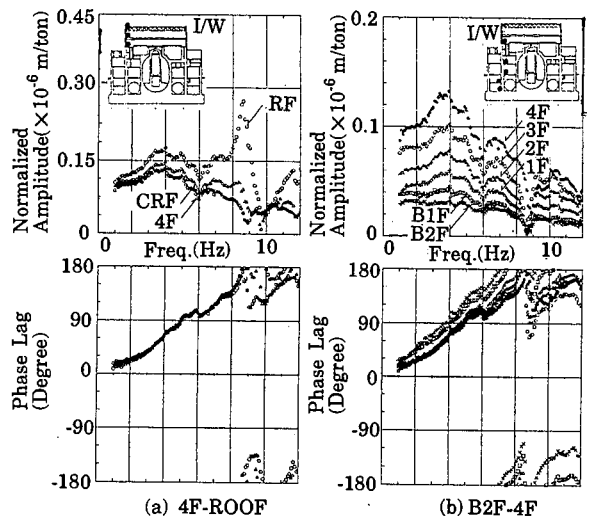 0.45
I/W
0.30
RF
0.15
CRF
4F
0
0
Freq.(Hz)
10
Normalized
Amplitude(×10⁻⁶ m/ton)
0.2
I/W
4F
0.1
3F
2F
1F
B1F
B2F
0
0
Freq.(Hz)
10
Normalized
Amplitude(×10⁻⁶ m/ton)
180
90
0
-90
-180
Phase Lag
(Degree)
(a) 4F-ROOF
180
90
0
-90
-180
Phase Lag
(Degree)
(b) B2F-4F